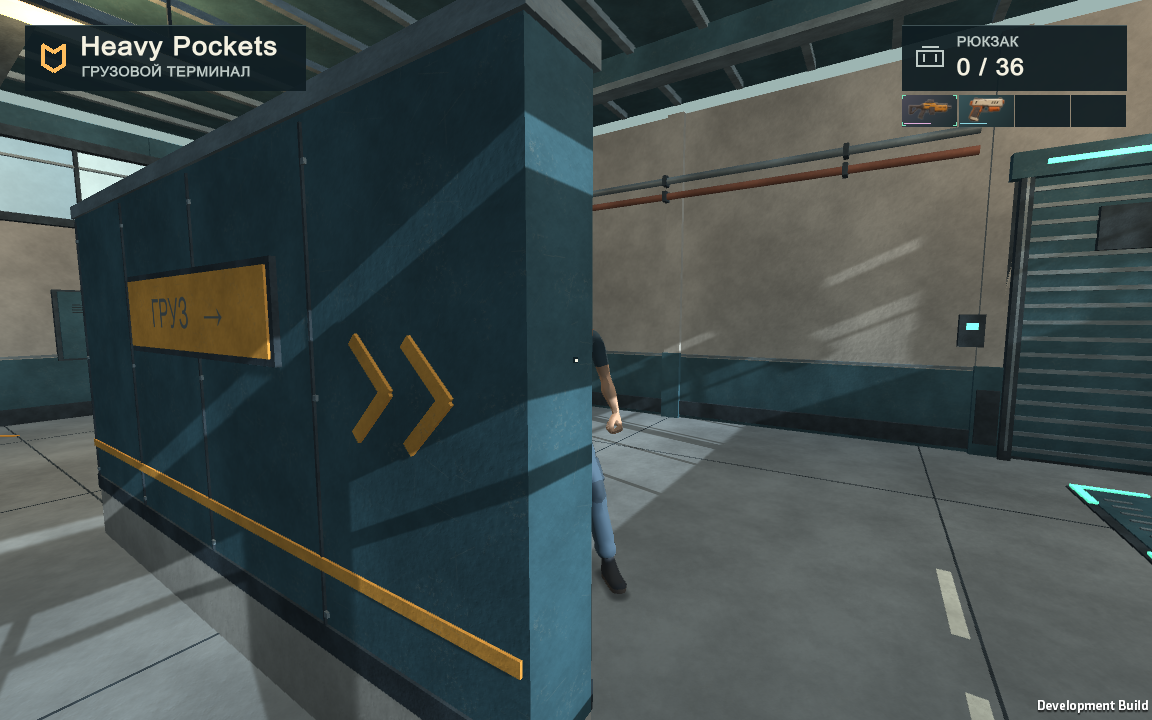 Heavy Pockets
ГРУЗОВОЙ ТЕРМИНАЛ
РЮКЗАК
0 / 36
ГРУЗ →
Development Build